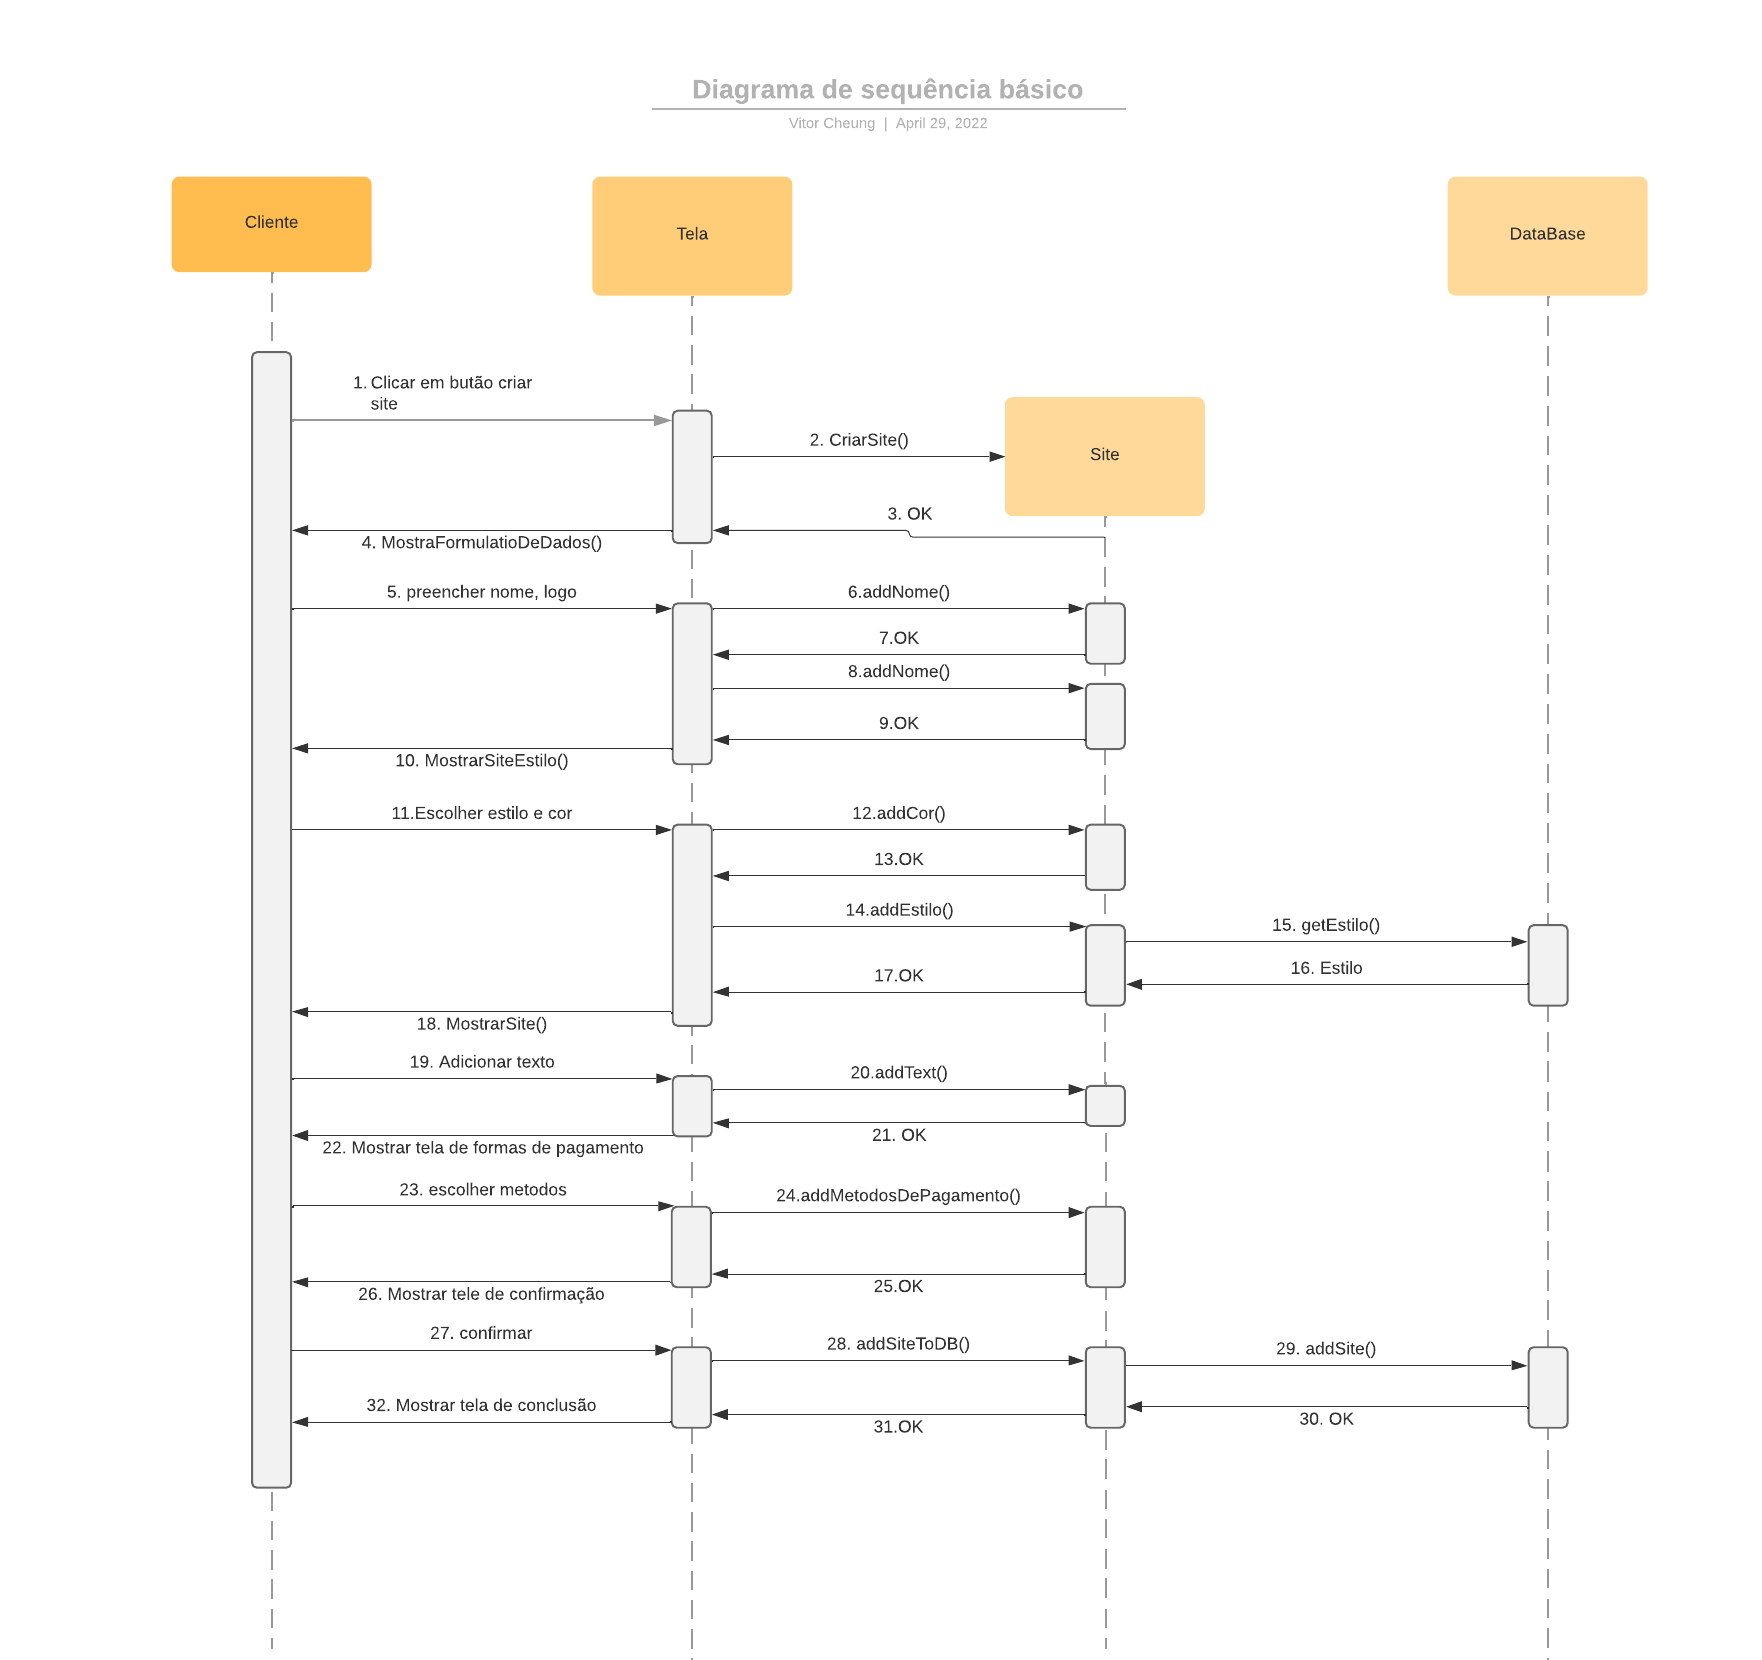 Diagrama de sequência básico
Vitor Cheung | April 29, 2022
Cliente
Tela
DataBase
1. Clicar em butão criar
site
2. CriarSite()
Site
3. OK
4. MostraFormulatioDeDados()
5. preencher nome, logo
6.addNome()
7.OK
8.addNome()
9.OK
10. MostrarSiteEstilo()
11.Escolher estilo e cor
12.addCor()
13.OK
14.addEstilo()
15. getEstilo()
16. Estilo
17.OK
18. MostrarSite()
19. Adicionar texto
20.addText()
21. OK
22. Mostrar tela de formas de pagamento
23. escolher metodos
24.addMetodosDePagamento()
25.OK
26. Mostrar tele de confirmação
27. confirmar
28. addSiteToDB()
29. addSite()
30. OK
31.OK
32. Mostrar tela de conclusão